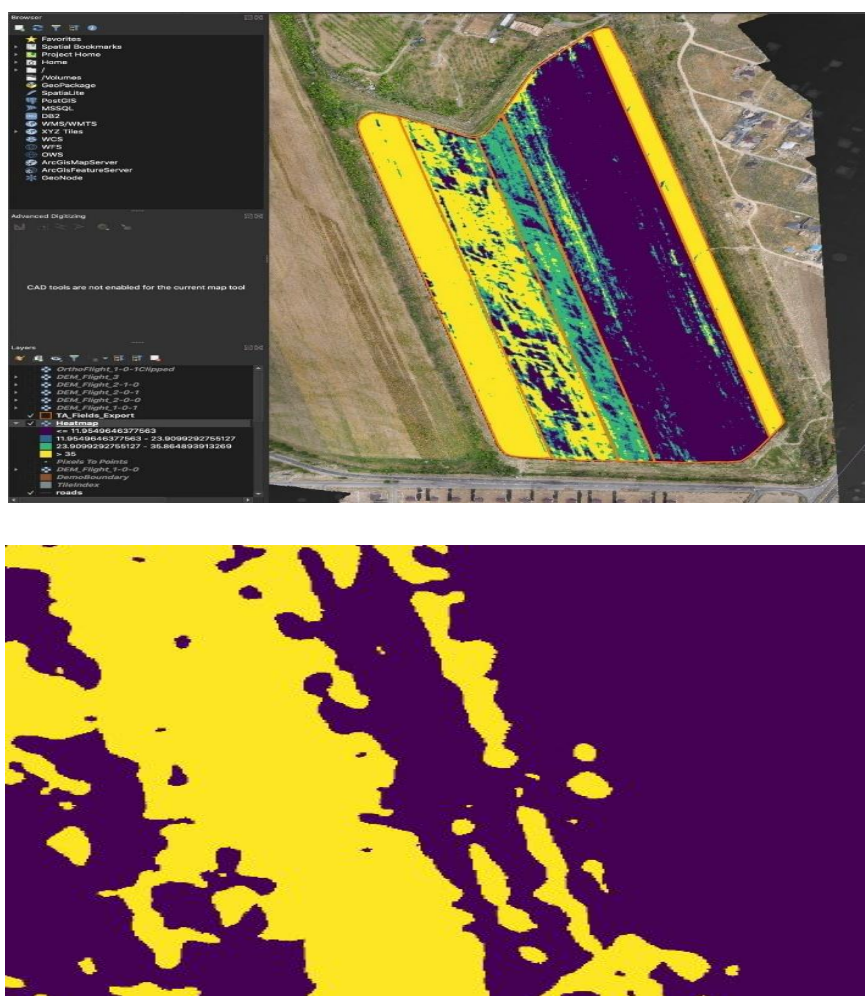 Browser
Favorites
Spatial Bookmarks
Project Home
Home
/
/Volumes
GeoPackage
SpatiaLite
PostGIS
MSSQL
DB2
WMS/WMTS
XYZ Tiles
WCS
WFS
OWS
ArcGisMapServer
ArcGisFeatureServer
GeoNode
Advanced Digitizing
CAD tools are not enabled for the current map tool
Layers
OrthoFlight_1-0-1Clipped
DEM_Flight_3
DEM_Flight_2-1-0
DEM_Flight_2-0-1
DEM_Flight_2-0-0
DEM_Flight_1-0-1
TA_Fields_Export
Heatmap
<= 11.9549646377563
11.9549646377563 - 23.9099292755127
23.9099292755127 - 35.864893913269
> 35
Pixels To Points
DEM_Flight_1-0-0
DemoBoundary
TileIndex
roads